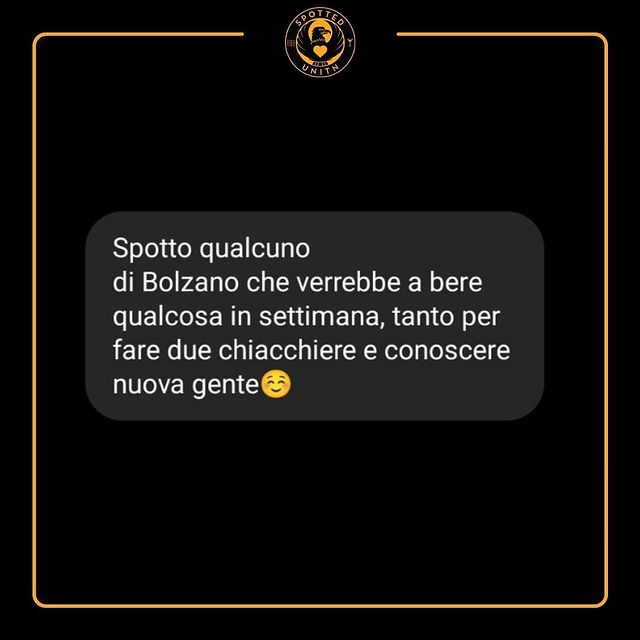 SPOTTED
UNITN
Spotto qualcuno
di Bolzano che verrebbe a bere
qualcosa in settimana, tanto per
fare due chiacchiere e conoscere
nuova gente☺️